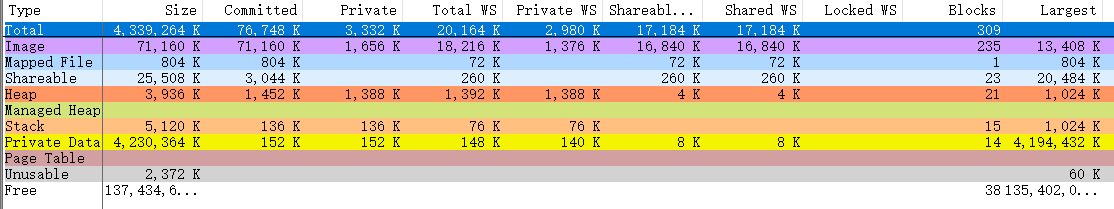 Type Size Committed Private Total WS Private WS Shareabl... Shared WS Locked WS Blocks Largest
Total 4,339,264 K 76,748 K 3,332 K 20,164 K 2,980 K 17,184 K 17,184 K 309
Image 71,160 K 71,160 K 1,656 K 18,216 K 1,376 K 16,840 K 16,840 K 235 13,408 K
Mapped File 804 K 804 K 72 K 72 K 72 K 1 804 K
Shareable 25,508 K 3,044 K 260 K 260 K 260 K 23 20,484 K
Heap 3,936 K 1,452 K 1,388 K 1,392 K 1,388 K 4 K 4 K 21 1,024 K
Managed Heap
Stack 5,120 K 136 K 136 K 76 K 76 K 15 1,024 K
Private Data 4,230,364 K 152 K 152 K 148 K 140 K 8 K 8 K 14 4,194,432 K
Page Table
Unusable 2,372 K 60 K
Free 137,434,6... 38 135,402,0...